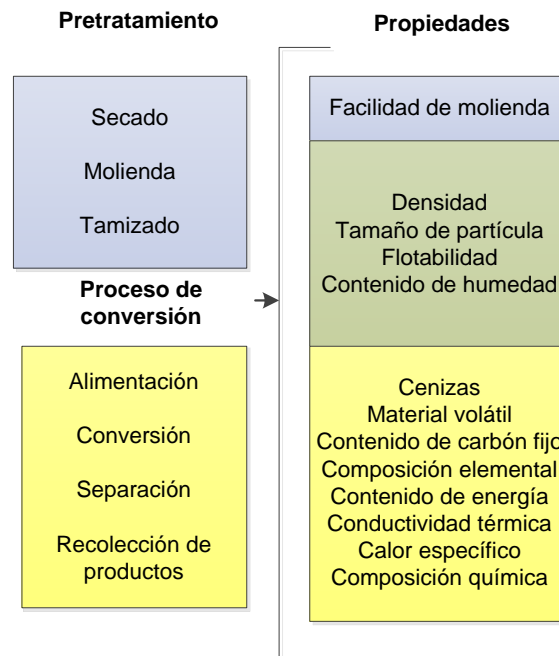 Pretratamiento
Secado
Molienda
Tamizado
Proceso de
conversión
Alimentación
Conversión
Separación
Recolección de
productos
Propiedades
Facilidad de molienda
Densidad
Tamaño de partícula
Flotabilidad
Contenido de humedad
Cenizas
Material volátil
Contenido de carbón fijo
Composición elemental
Contenido de energía
Conductividad térmica
Calor específico
Composición química